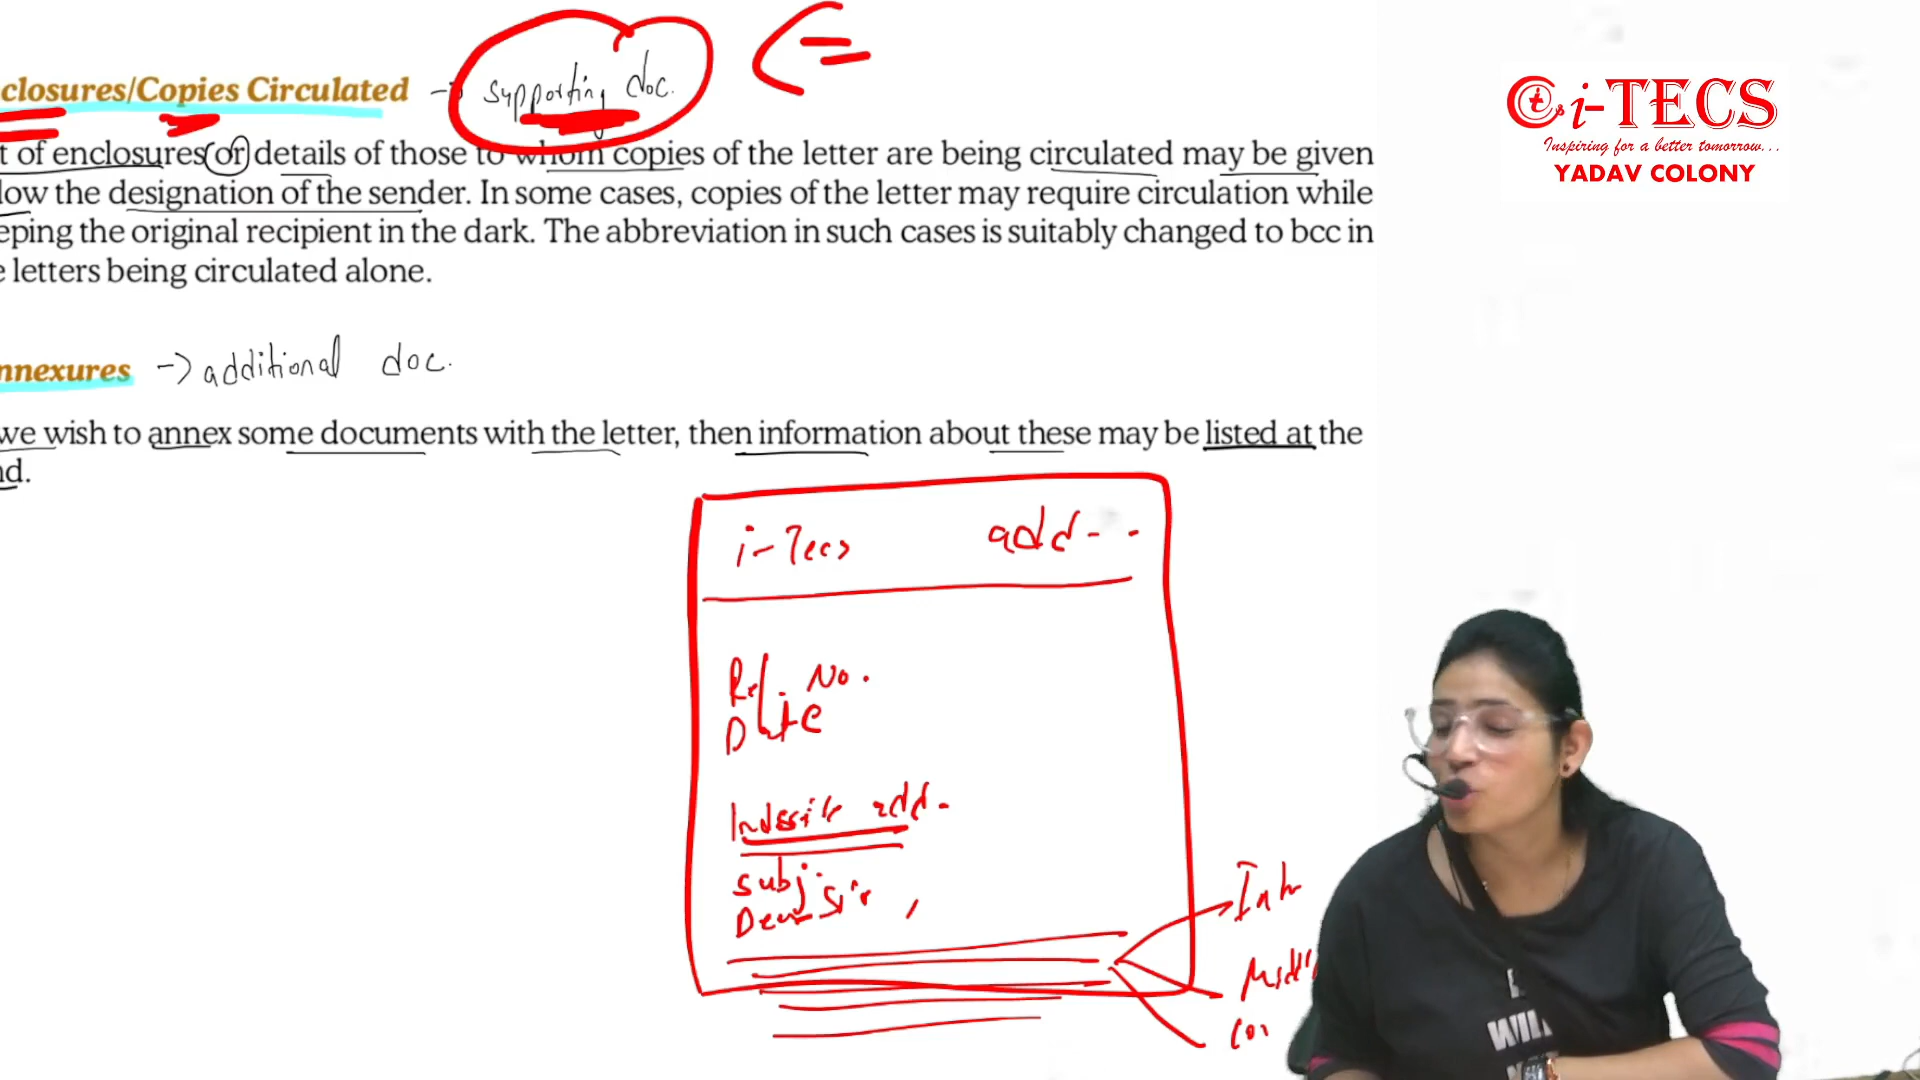 closures/Copies Circulated → supporting doc.
t of enclosures (or) details of those to whom copies of the letter are being circulated may be given
low the designation of the sender. In some cases, copies of the letter may require circulation while
eping the original recipient in the dark. The abbreviation in such cases is suitably changed to bcc in
e letters being circulated alone.
nnexures → additional doc.
we wish to annex some documents with the letter, then information about these may be listed at the
nd.
i-TECS
Inspiring for a better tomorrow...
YADAV COLONY
i-Tecs add--
Ref. No.
Date
add.
Subj:
Sir,